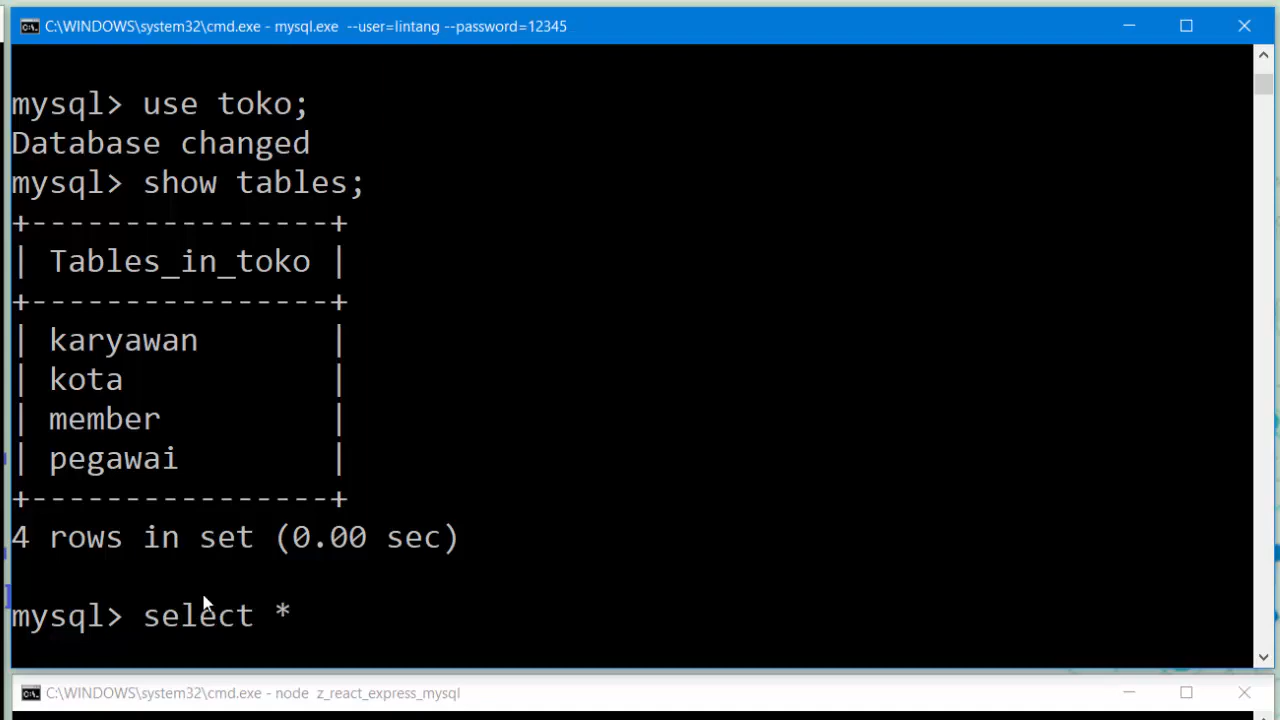 C:\WINDOWS\system32\cmd.exe - mysql.exe  --user=lintang --password=12345
mysql> use toko;
Database changed
mysql> show tables;
+----------------+
| Tables_in_toko |
+----------------+
| karyawan       |
| kota           |
| member         |
| pegawai        |
+----------------+
4 rows in set (0.00 sec)
mysql> select *
C:\WINDOWS\system32\cmd.exe - node  z_react_express_mysql